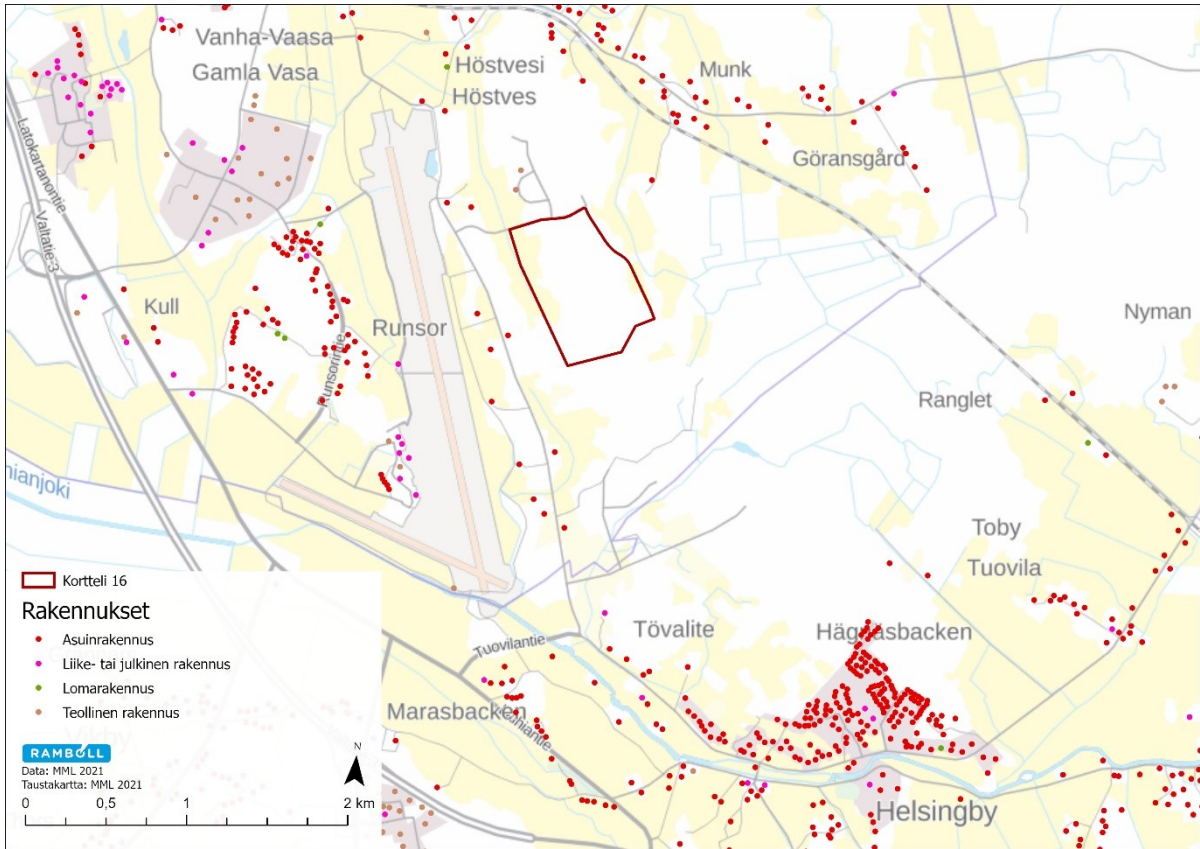 Vanha-Vaasa
Gamla Vasa
Höstvesi
Höstves
Munk
Göransgård
Latokartanontie
Valtatie 3
Kull
Runsor
Runsorintie
Nyman
Ranglet
Toby
Tuovila
Tövalite
Tuovilantie
Marasbacken
Helsingby
Kortteli 16
Rakennukset
Asuinrakennus
Liike- tai julkinen rakennus
Lomarakennus
Teollinen rakennus
RAMBOLL
Data: MML 2021
Taustakartta: MML 2021
N
0 0,5 1 2 km